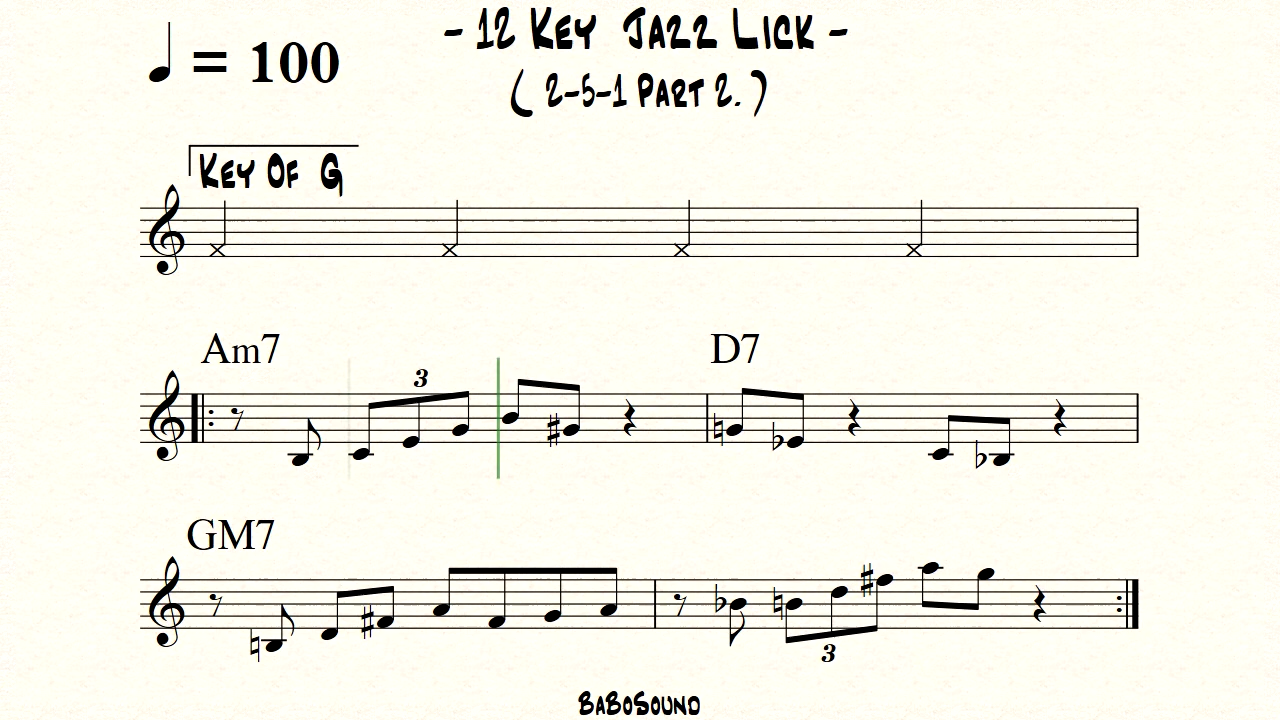 - 12 Key Jazz Lick -
♩ = 100
( 2-5-1 Part 2. )
Key Of G
Am7 D7
3
GM7
3
BaBoSound